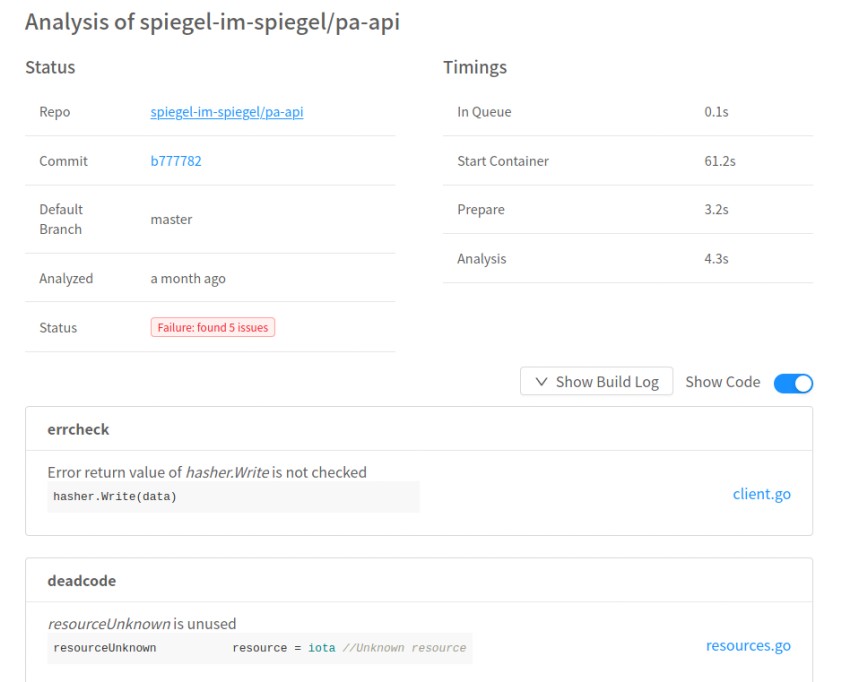 Analysis of spiegel-im-spiegel/pa-api
Status
Repo spiegel-im-spiegel/pa-api
Commit b777782
Default
Branch master
Analyzed a month ago
Status Failure: found 5 issues
Timings
In Queue 0.1s
Start Container 61.2s
Prepare 3.2s
Analysis 4.3s
Show Build Log Show Code
errcheck
Error return value of hasher.Write is not checked
hasher.Write(data)
client.go
deadcode
resourceUnknown is unused
resourceUnknown resource = iota //Unknown resource
resources.go